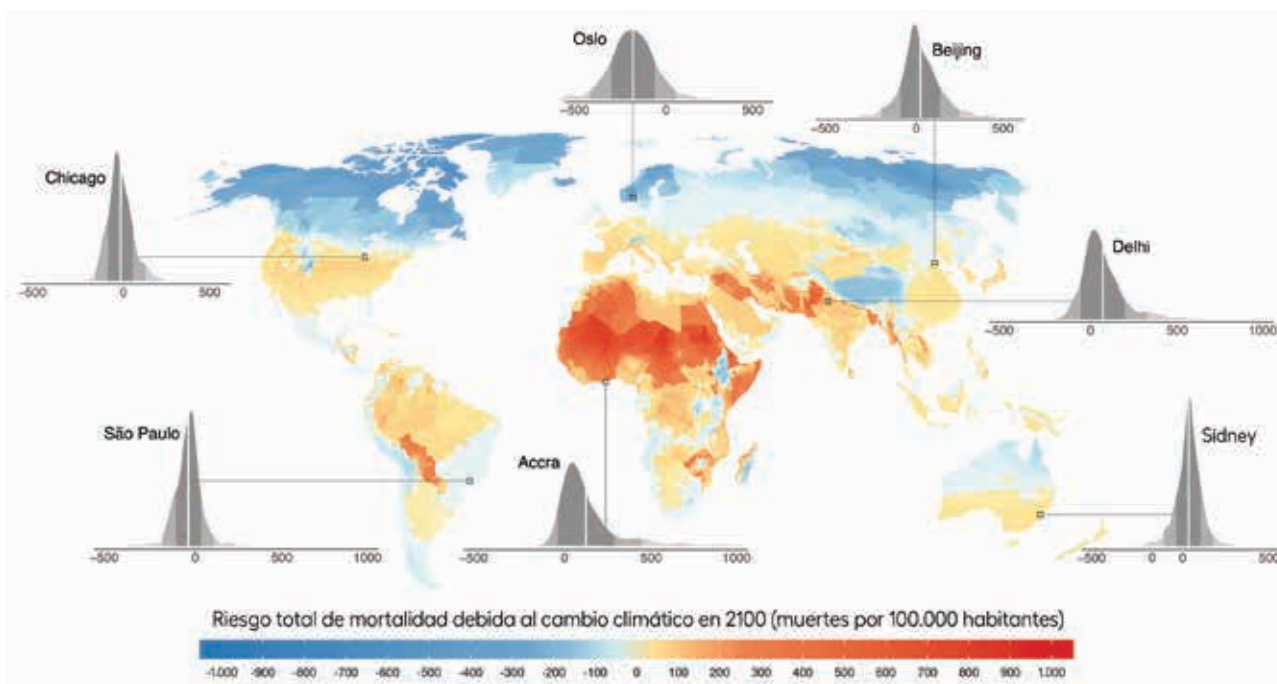 Oslo
-500 0 500
Beijing
-500 0 500
Chicago
-500 0 500
Delhi
-500 0 500 1000
São Paulo
-500 0 500 1000
Accra
-500 0 500 1000
Sidney
-500 0 0 500
Riesgo total de mortalidad debida al cambio climático en 2100 (muertes por 100.000 habitantes)
-1.000 -900 -800 -700 -600 -500 -400 -300 -200 -100 0 100 200 300 400 500 600 700 800 900 1.000